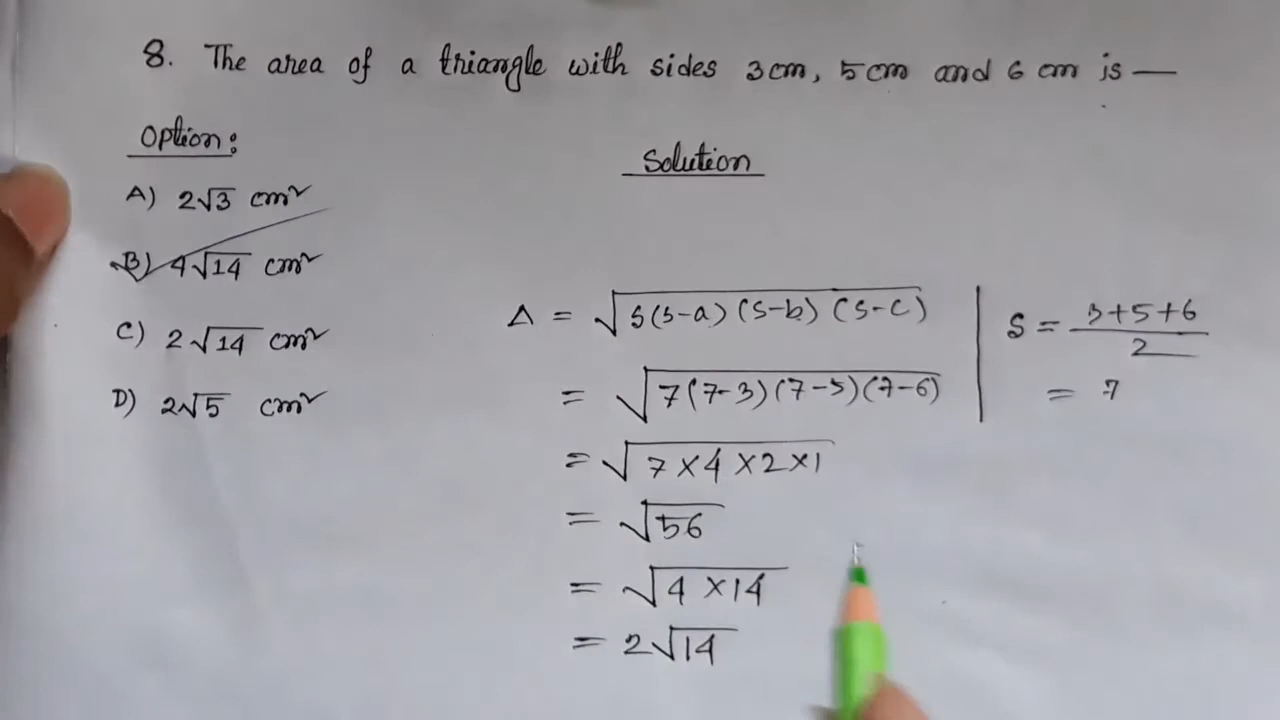 8. The area of a triangle with sides 3cm, 5cm and 6 cm is —
Option:
A) 2√3 cm²
B) 4√14 cm²
C) 2√14 cm²
D) 2√5 cm²
Solution
Δ = √s(s-a)(s-b)(s-c)
= √7(7-3)(7-5)(7-6)
= √7×4×2×1
= √56
= √4×14
= 2√14
S = 3+5+6
2
= 7